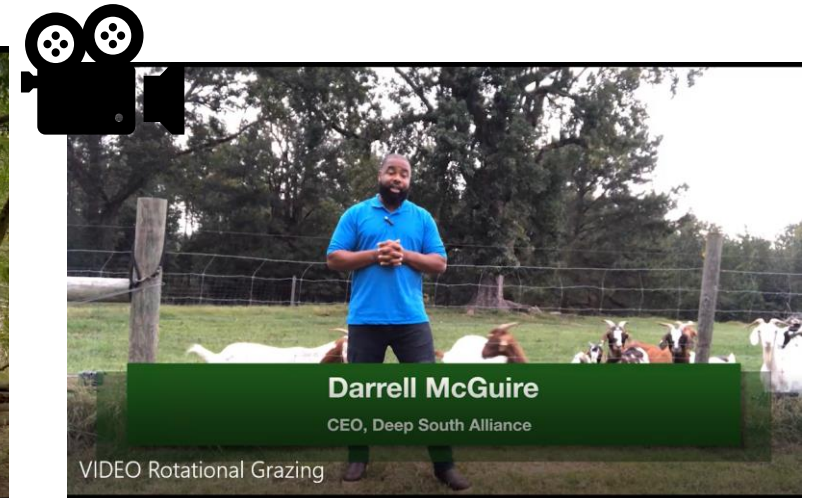 Darrell McGuire
CEO, Deep South Alliance
VIDEO Rotational Grazing